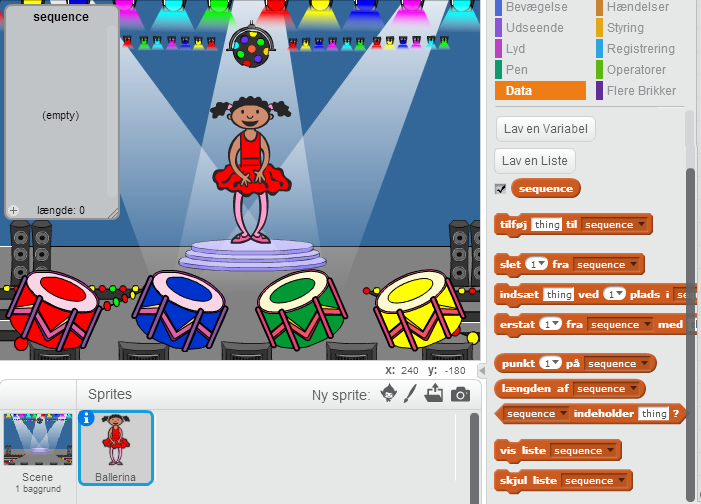 sequence
(empty)
længde: 0
x: 240 y: -180
Sprites
Ny sprite:
Scene
1 baggrund
Ballerina
Bevægelse
Hændelser
Udseende
Styring
Lyd
Registrering
Pen
Operatorer
Data
Flere Brikker
Lav en Variabel
Lav en Liste
sequence
tilføj thing til sequence
slet 1 fra sequence
indsæt thing ved 1 plads i
erstat 1 fra sequence med
punkt 1 på sequence
længden af sequence
sequence indeholder thing ?
vis liste sequence
skjul liste sequence